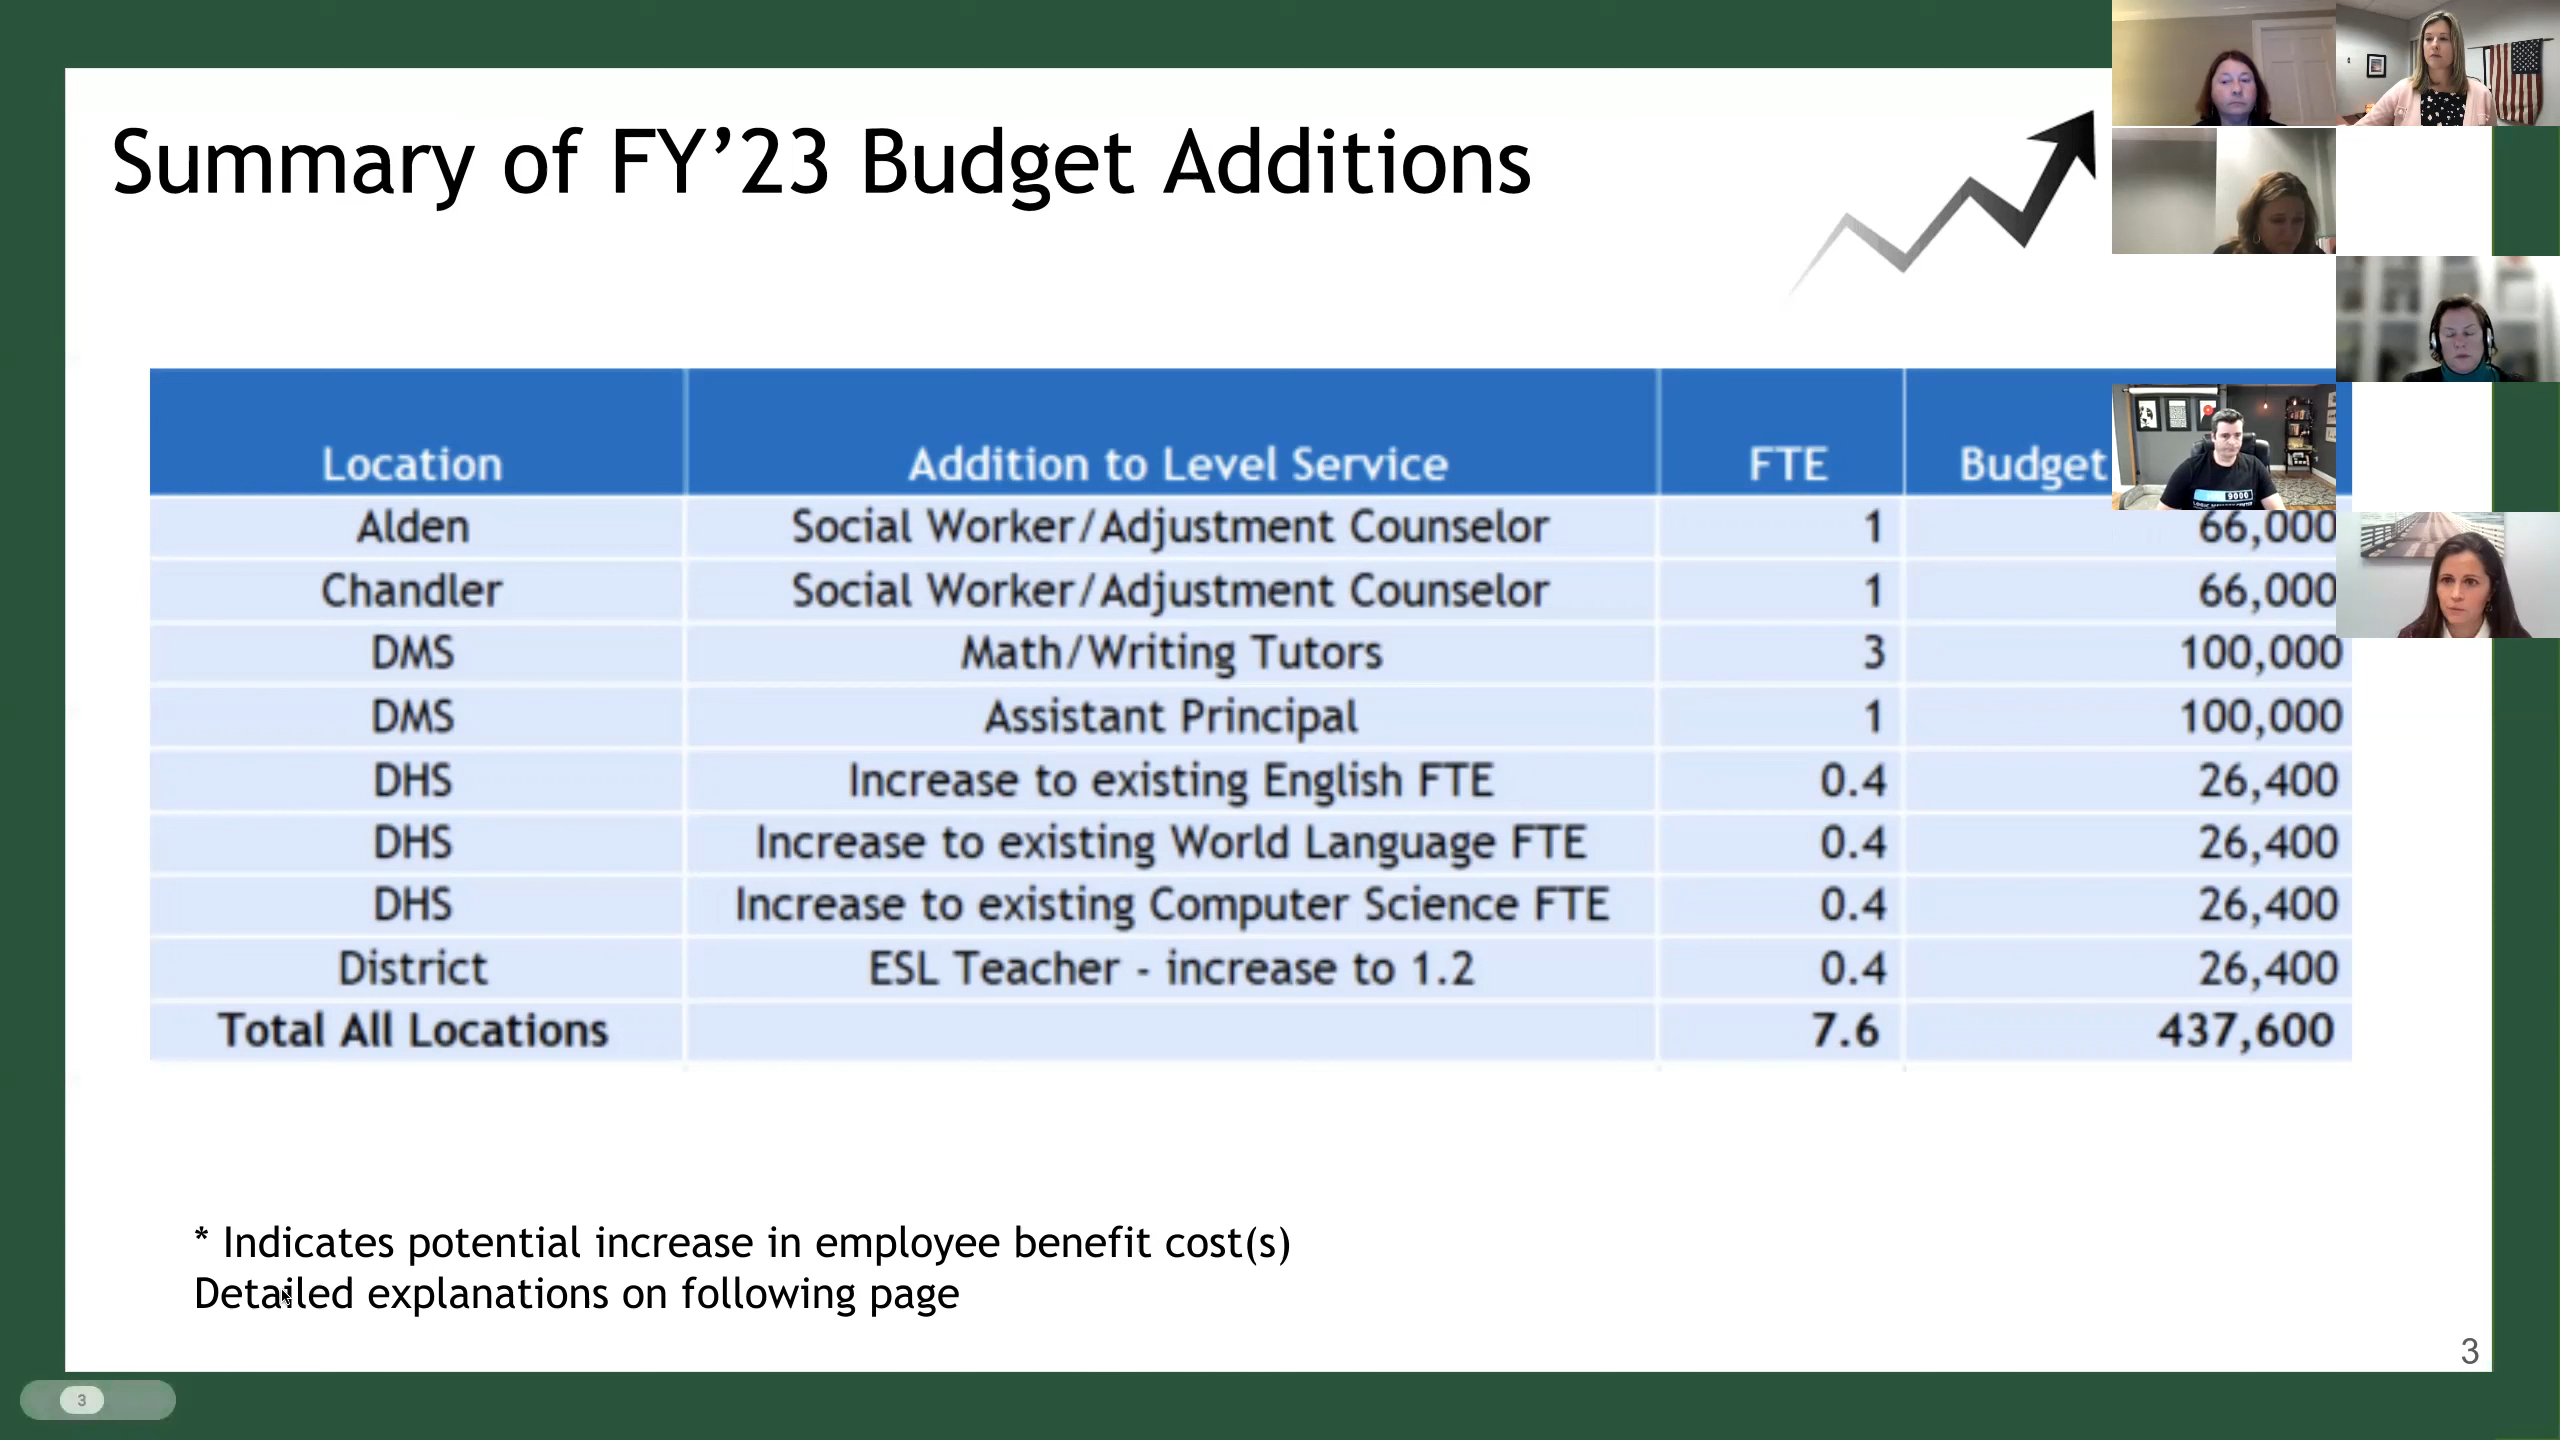 Summary of FY’23 Budget Additions
Location Addition to Level Service FTE Budget
Alden Social Worker/Adjustment Counselor 1 66,000
Chandler Social Worker/Adjustment Counselor 1 66,000
DMS Math/Writing Tutors 3 100,000
DMS Assistant Principal 1 100,000
DHS Increase to existing English FTE 0.4 26,400
DHS Increase to existing World Language FTE 0.4 26,400
DHS Increase to existing Computer Science FTE 0.4 26,400
District ESL Teacher - increase to 1.2 0.4 26,400
Total All Locations 7.6 437,600
* Indicates potential increase in employee benefit cost(s)
Detailed explanations on following page
3
3
9000